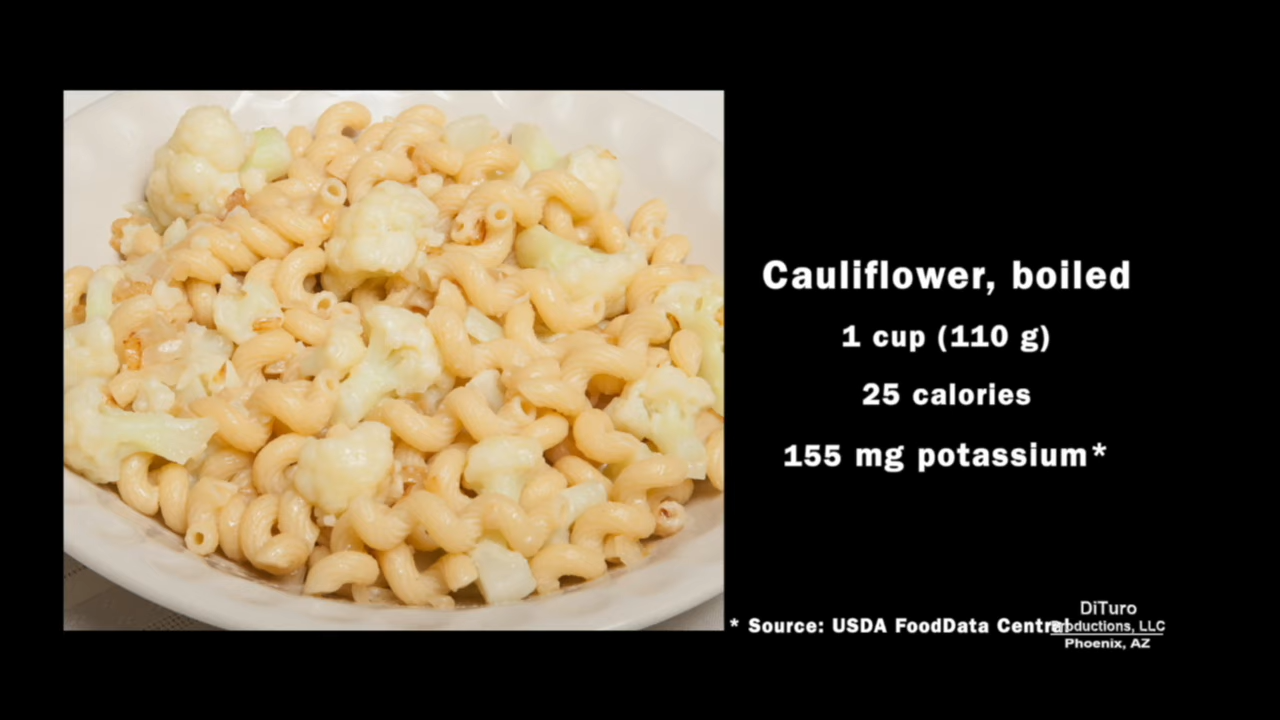 Cauliflower, boiled
1 cup (110 g)
25 calories
155 mg potassium*
* Source: USDA FoodData Central
DiTuro
Productions, LLC
Phoenix, AZ